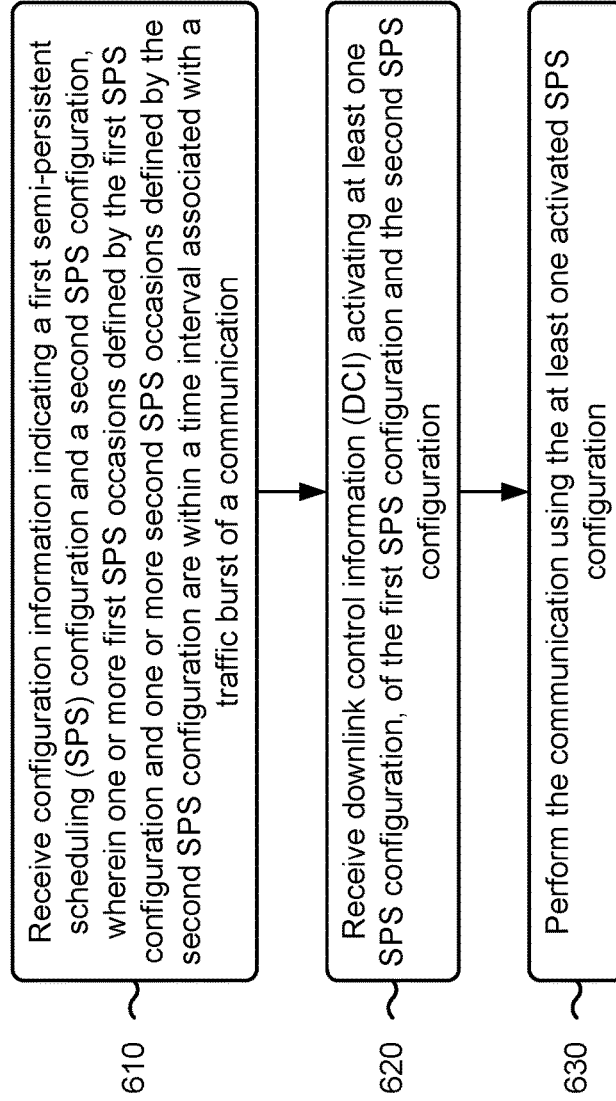 610
Receive configuration information indicating a first semi-persistent
scheduling (SPS) configuration and a second SPS configuration,
wherein one or more first SPS occasions defined by the first SPS
configuration and one or more second SPS occasions defined by the
second SPS configuration are within a time interval associated with a
traffic burst of a communication
620
Receive downlink control information (DCI) activating at least one
SPS configuration, of the first SPS configuration and the second SPS
configuration
630
Perform the communication using the at least one activated SPS
configuration